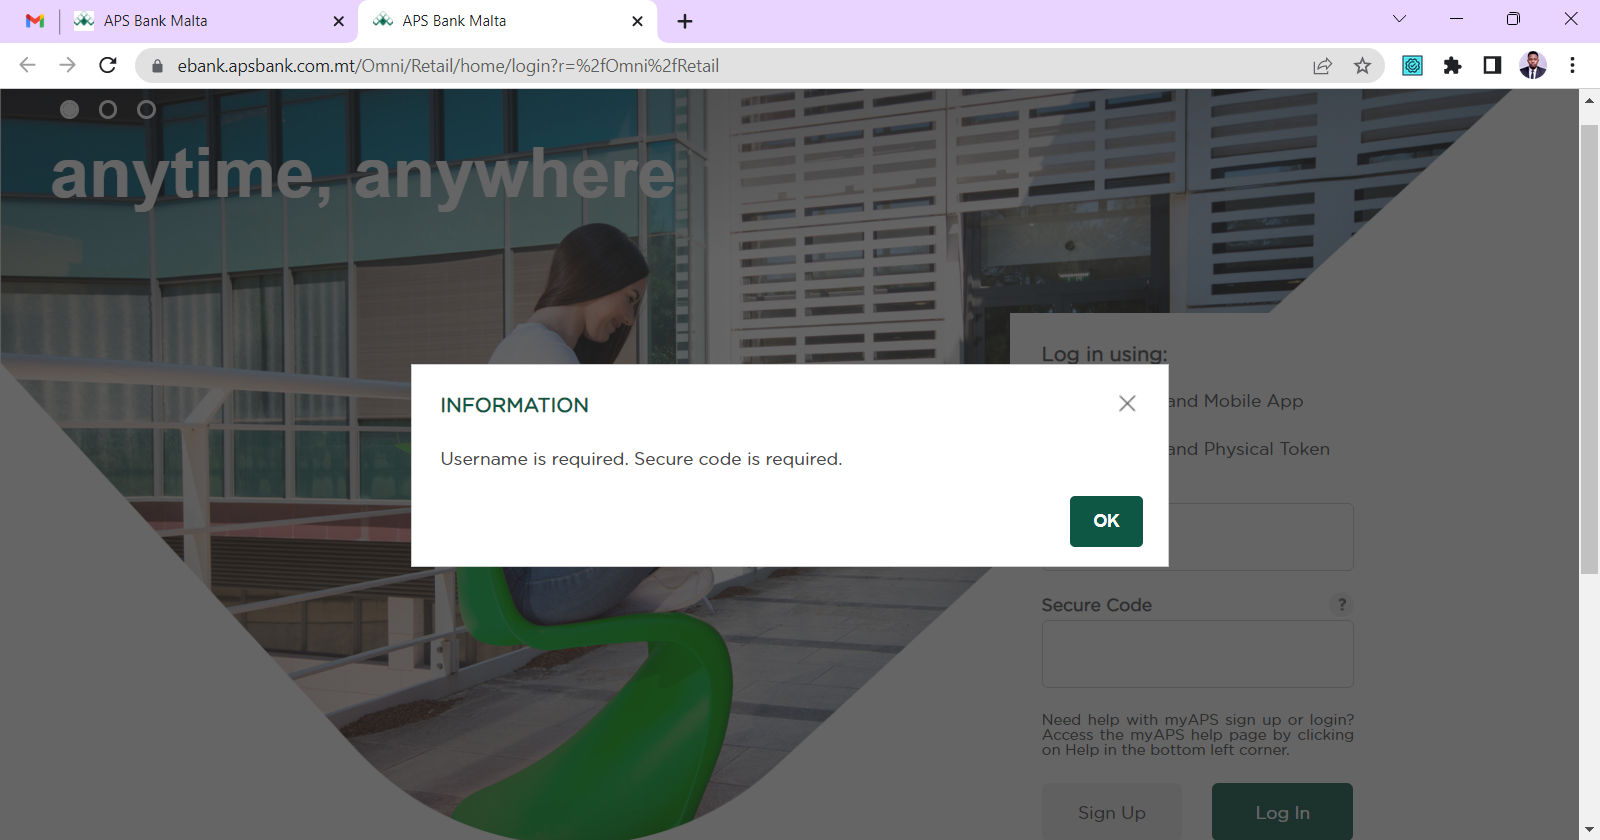 APS Bank Malta
APS Bank Malta
ebank.apsbank.com.mt/Omni/Retail/home/login?r=%2fOmni%2fRetail
anytime, anywhere
Log in using:
and Mobile App
and Physical Token
INFORMATION
Username is required. Secure code is required.
OK
Secure Code
?
Need help with myAPS sign up or login?
Access the myAPS help page by clicking
on Help in the bottom left corner.
Sign Up
Log In